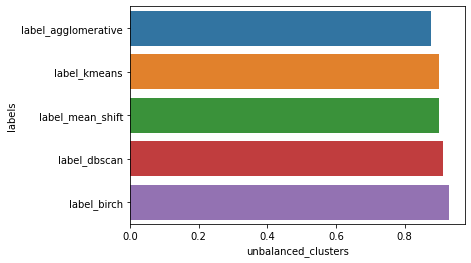 label_agglomerative
label_kmeans
label_mean_shift
label_dbscan
label_birch
labels
0.0 0.2 0.4 0.6 0.8
unbalanced_clusters